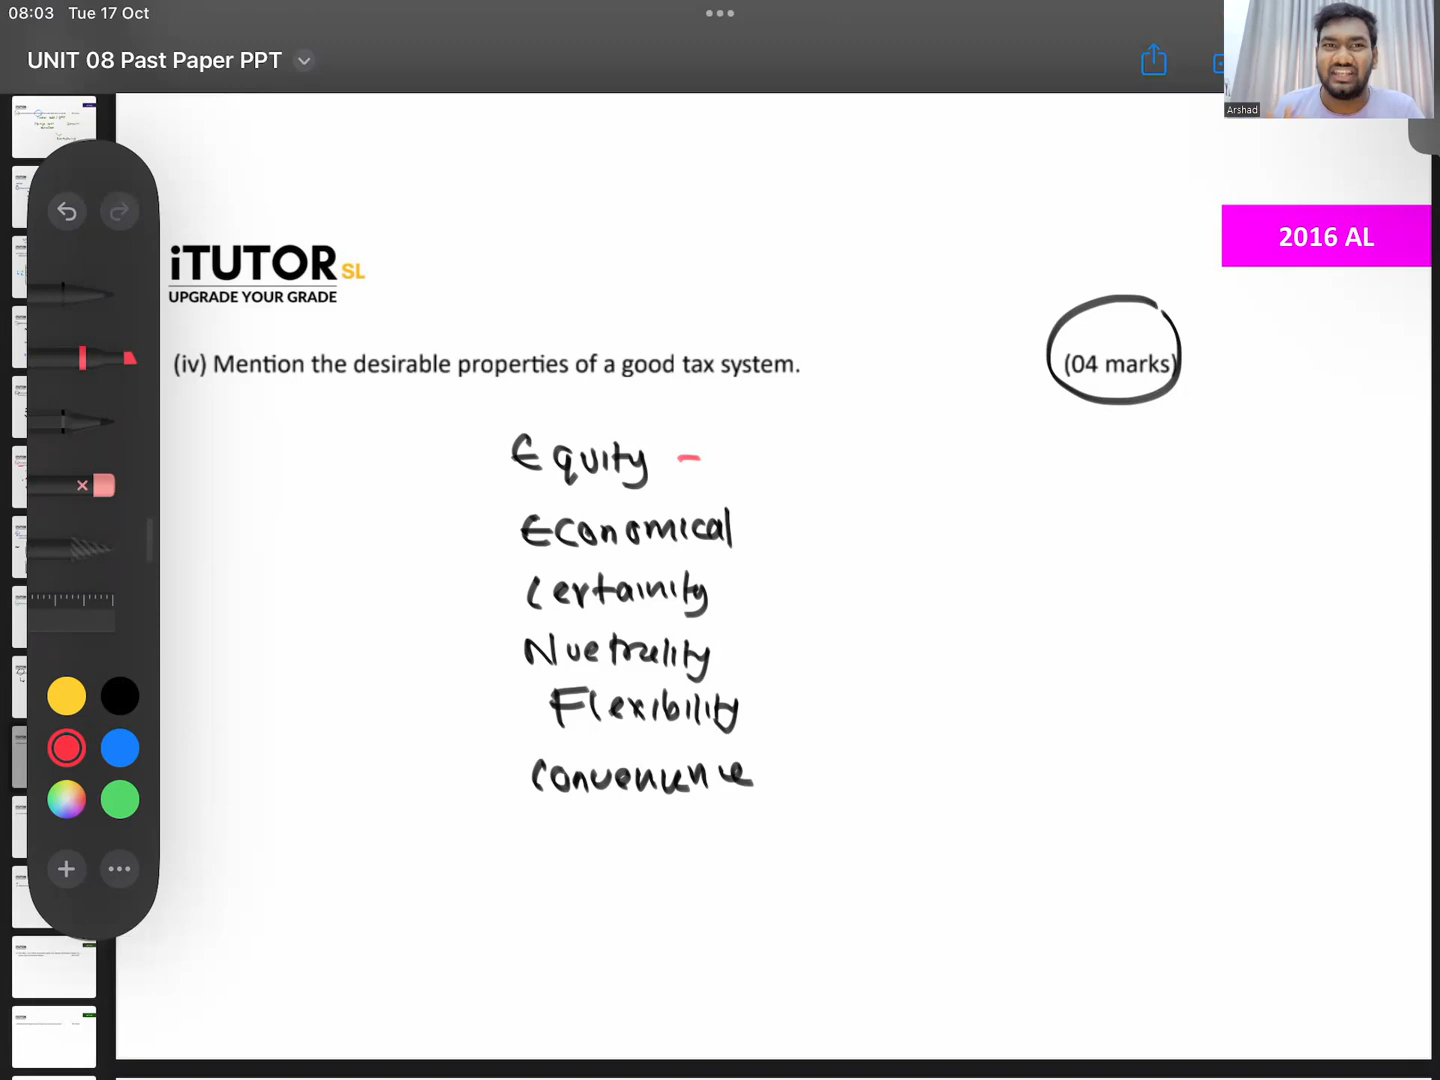 08:03 Tue 17 Oct
UNIT 08 Past Paper PPT
Arshad
2016 AL
iTUTOR SL
UPGRADE YOUR GRADE
(iv) Mention the desirable properties of a good tax system. (04 marks)
Equity -
Economical
Certainity
Nuetrality
Flexibility
Convenience